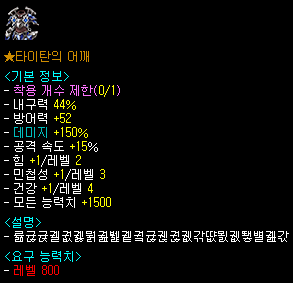 ★타이탄의 어깨
<기본 정보>
- 착용 개수 제한(0/1)
- 내구력 44%
- 방어력 +52
- 데미지 +150%
- 공격 속도 +15%
- 힘 +1/레벨 2
- 민첩성 +1/레벨 3
- 건강 +1/레벨 4
- 모든 능력치 +1500
<설명>
<요구 능력치>
- 레벨 800